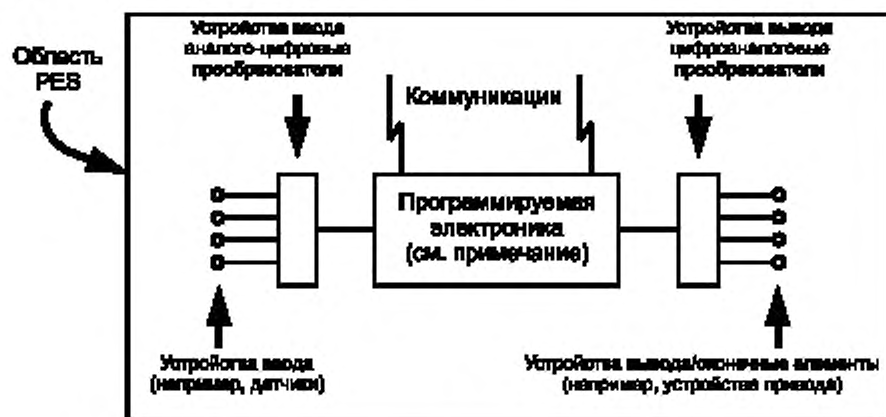 Область
PES
Устройства ввода
аналого-цифровые
преобразователи
Устройства вывода
цифроаналоговые
преобразователи
Коммуникации
Программируемая
электроника
(см. примечание)
Устройства ввода
(например, датчики)
Устройства вывода/оконечные элементы
(например, устройства привода)